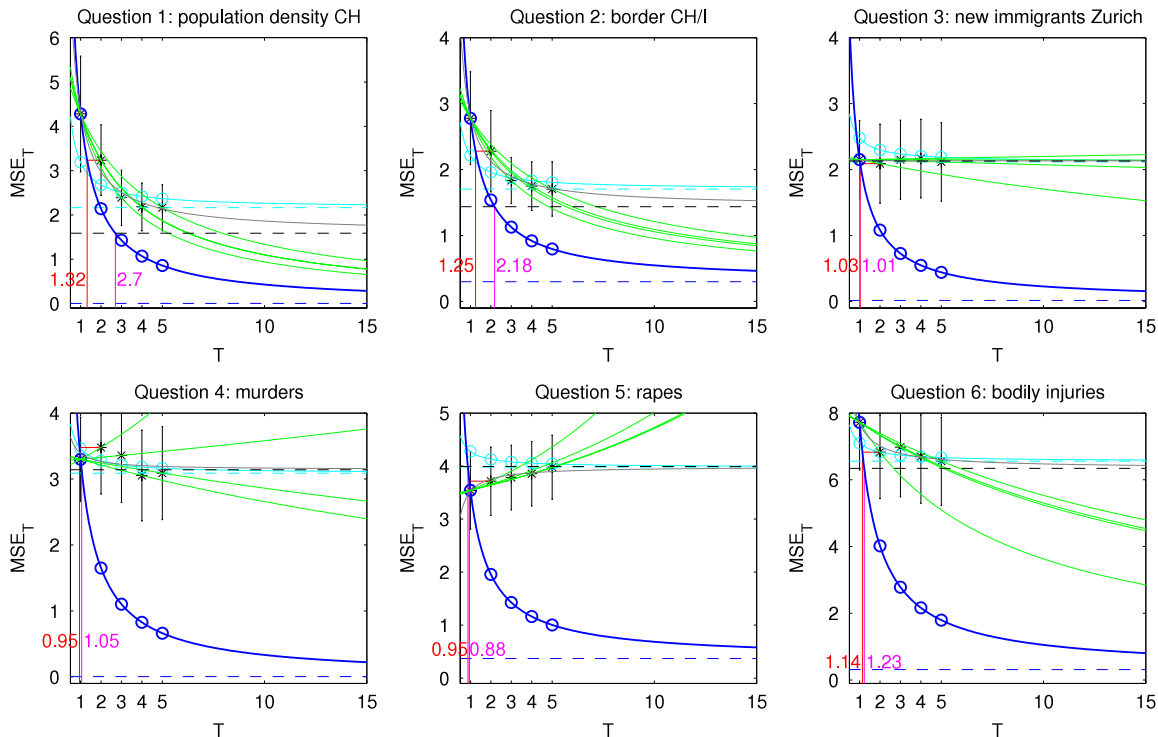 Question 1: population density CH
Question 2: border CH/I
Question 3: new immigrants Zurich
MSE_T
6
5
4
3
2
1
0
1.32
2.7
1 2 3 4 5 10 15
T
MSE_T
4
3
2
1
0
1.25
2.18
1 2 3 4 5 10 15
T
MSE_T
4
3
2
1
0
1.03
1.01
1 2 3 4 5 10 15
T
Question 4: murders
Question 5: rapes
Question 6: bodily injuries
MSE_T
4
3
2
1
0
0.95
1.05
1 2 3 4 5 10 15
T
MSE_T
5
4
3
2
1
0
0.95
0.88
1 2 3 4 5 10 15
T
MSE_T
8
6
4
2
0
1.14
1.23
1 2 3 4 5 10 15
T